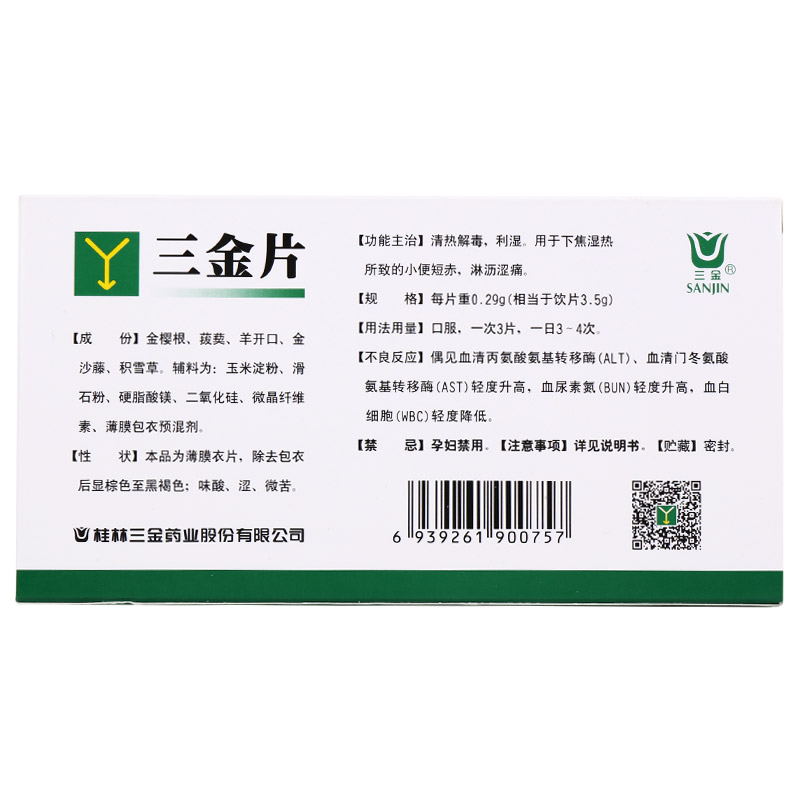 三金片
【成　份】金樱根、菝葜、羊开口、金
沙藤、积雪草。辅料为：玉米淀粉、滑
石粉、硬脂酸镁、二氧化硅、微晶纤维
素、薄膜包衣预混剂。
【性　状】本品为薄膜衣片，除去包衣
后显棕色至黑褐色；味酸、涩、微苦。
桂林三金药业股份有限公司
【功能主治】清热解毒，利湿。用于下焦湿热
所致的小便短赤，淋沥涩痛。
【规　格】每片重0.29g(相当于饮片3.5g)
【用法用量】口服，一次3片，一日3～4次。
【不良反应】偶见血清丙氨酸氨基转移酶(ALT)、血清门冬氨酸
氨基转移酶(AST)轻度升高，血尿素氮(BUN)轻度升高，血白
细胞(WBC)轻度降低。
【禁　忌】孕妇禁用。【注意事项】详见说明书。【贮藏】密封。
三金®
SANJIN
6 939261 900757